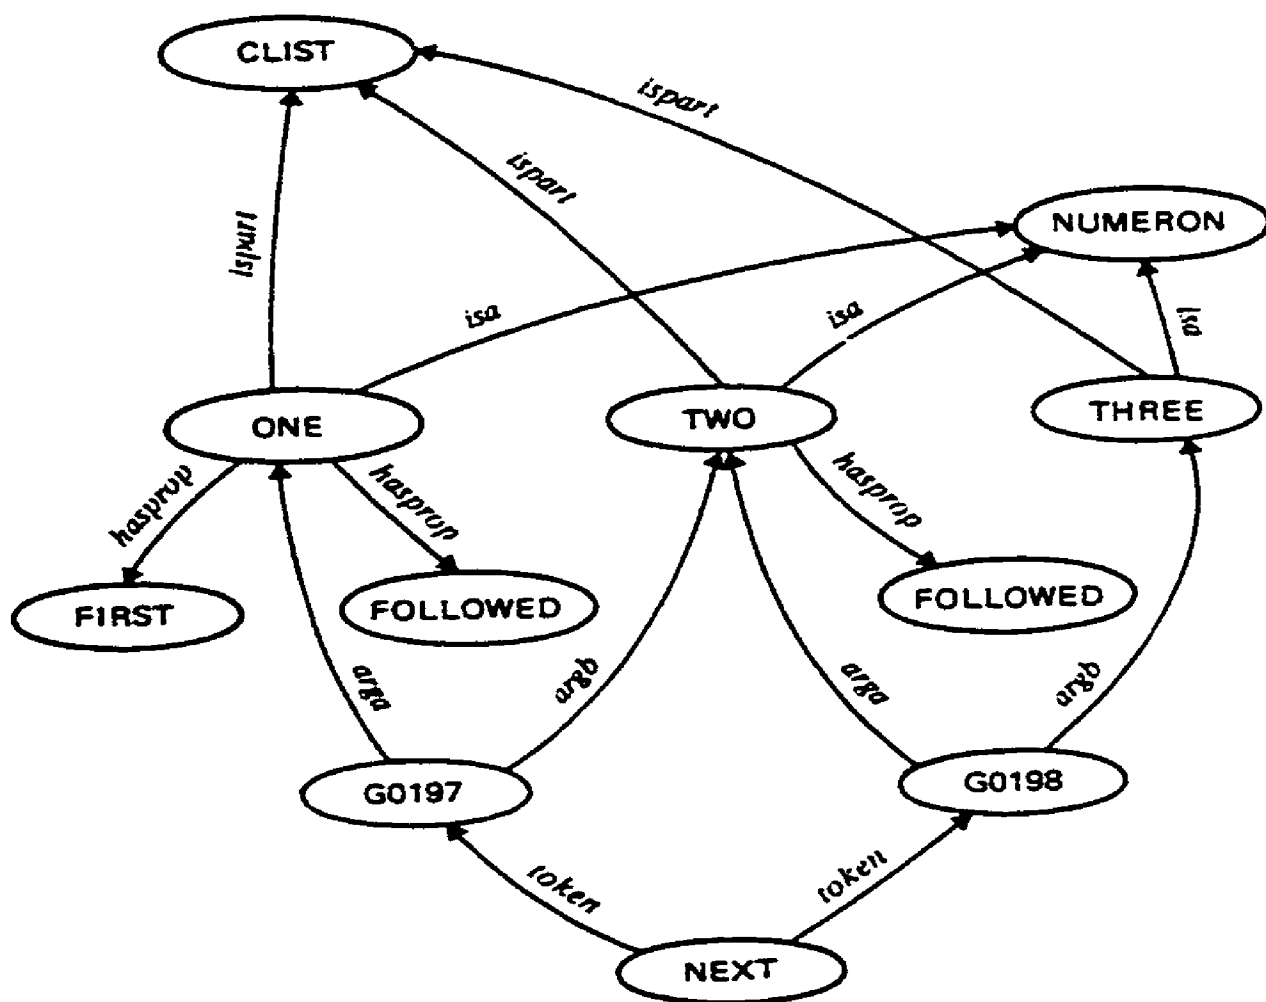 CLIST
ispart
ispart
ispart
NUMERON
isa
isa
isa
ONE
TWO
THREE
hasprop
hasprop
hasprop
FIRST
FOLLOWED
FOLLOWED
arga
argb
arga
argb
G0197
G0198
token
token
NEXT